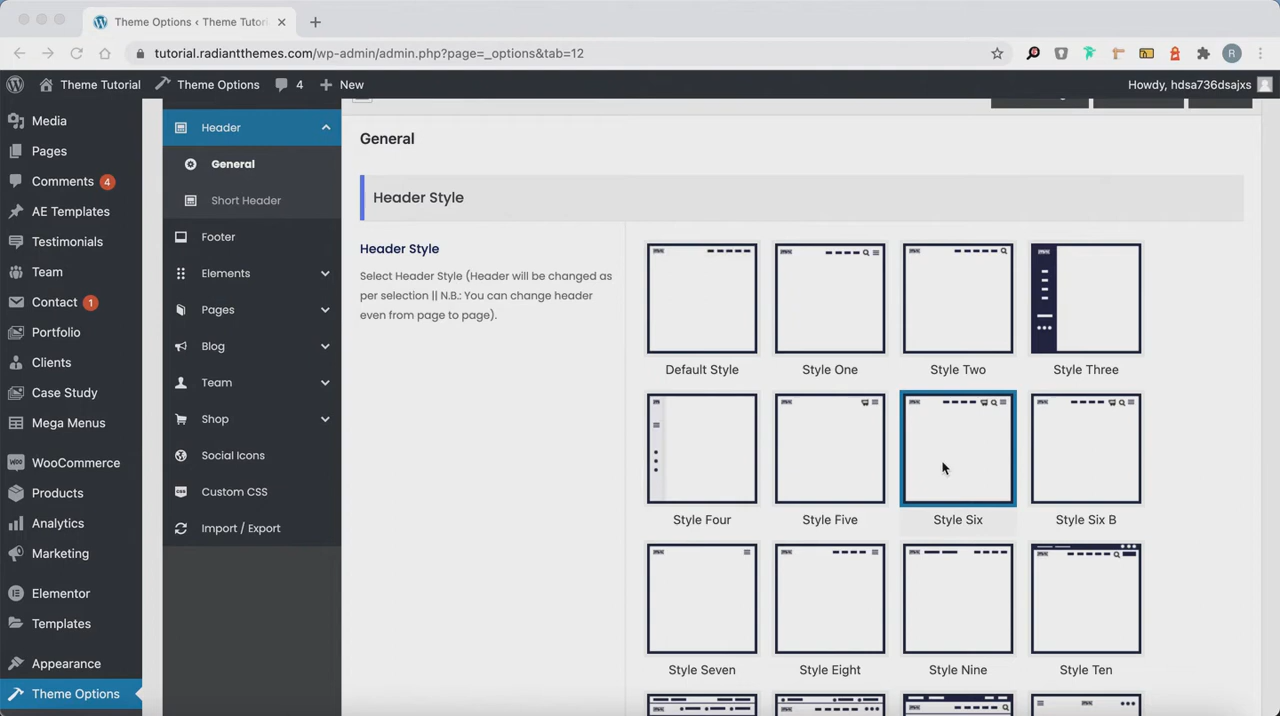 Theme Options < Theme Tutori
tutorial.radiantthemes.com/wp-admin/admin.php?page=_options&tab=12
R
Theme Tutorial
Theme Options
4
New
Howdy, hdsa736dsajxs
Media
Pages
Comments 4
AE Templates
Testimonials
Team
Contact 1
Portfolio
Clients
Case Study
Mega Menus
WooCommerce
Products
Analytics
Marketing
Elementor
Templates
Appearance
Theme Options
Header
General
Short Header
Footer
Elements
Pages
Blog
Team
Shop
Social Icons
Custom CSS
Import / Export
General
Header Style
Header Style
Select Header Style (Header will be changed as
per selection || N.B.: You can change header
even from page to page).
Default Style
Style One
Style Two
Style Three
Style Four
Style Five
Style Six
Style Six B
Style Seven
Style Eight
Style Nine
Style Ten